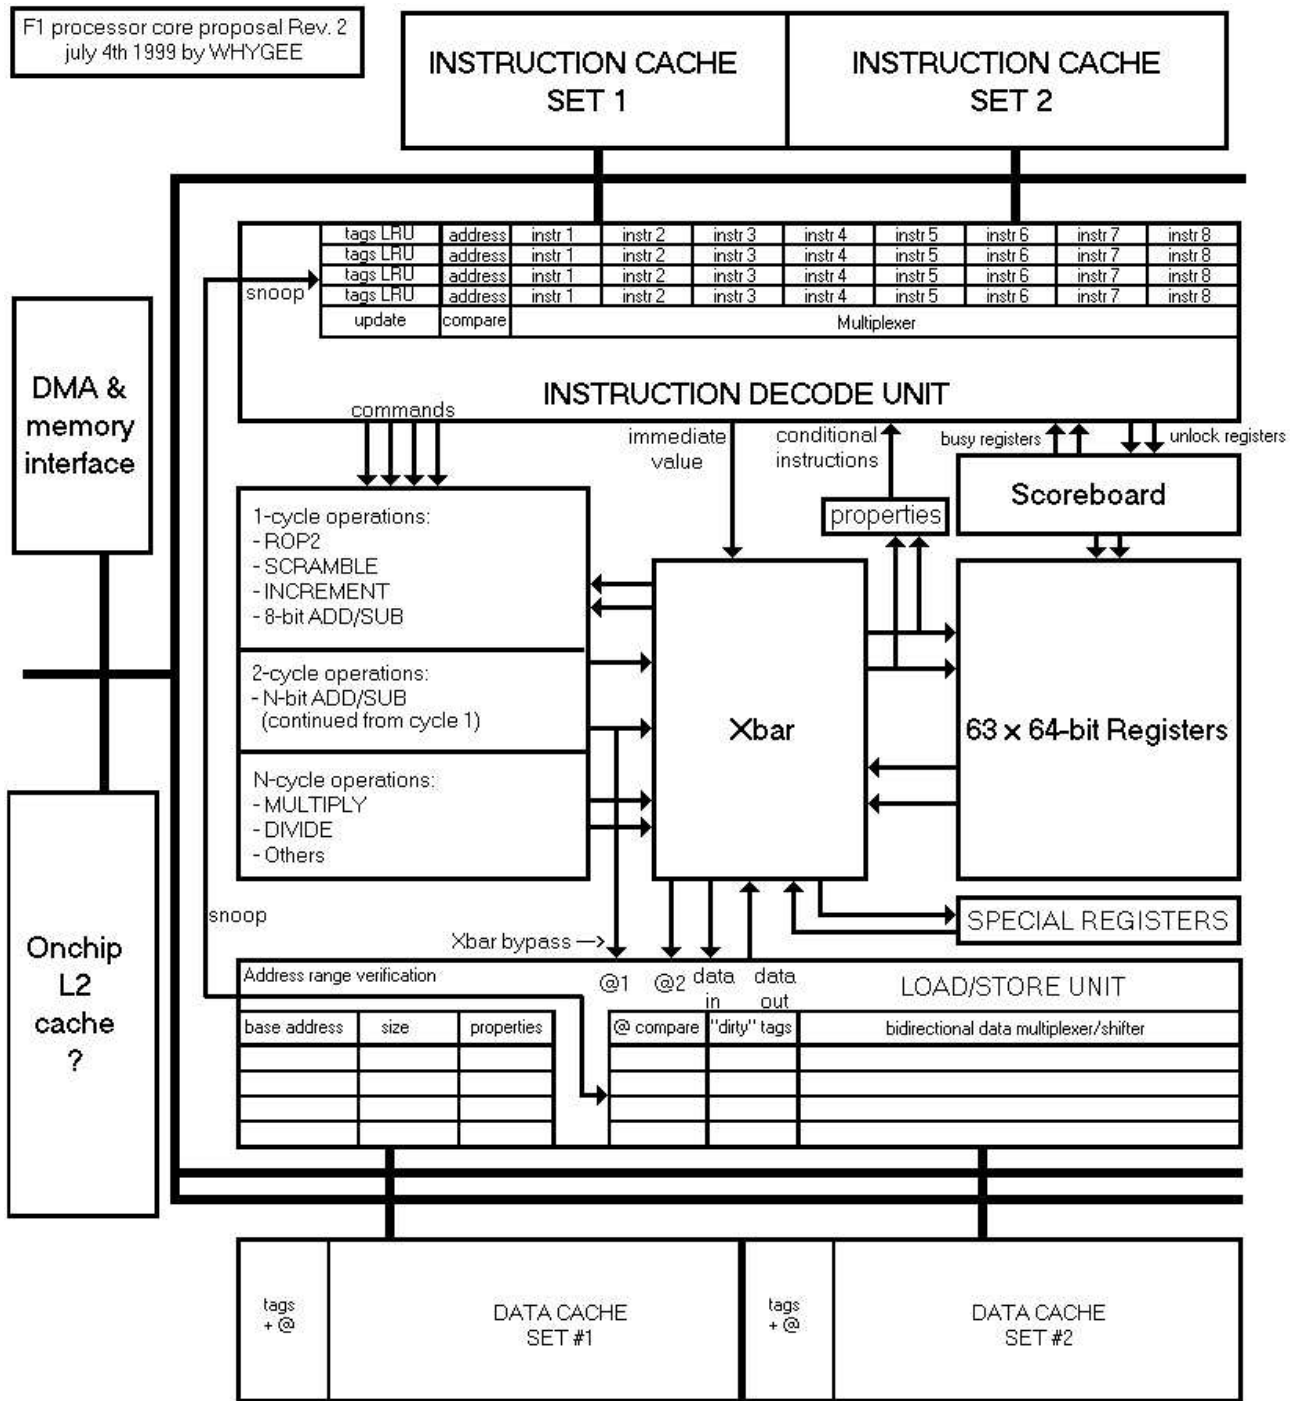 F1 processor core proposal Rev. 2
july 4th 1999 by WHYGEE
INSTRUCTION CACHE
SET 1
INSTRUCTION CACHE
SET 2
tags LRU address instr 1 instr 2 instr 3 instr 4 instr 5 instr 6 instr 7 instr 8
tags LRU address instr 1 instr 2 instr 3 instr 4 instr 5 instr 6 instr 7 instr 8
tags LRU address instr 1 instr 2 instr 3 instr 4 instr 5 instr 6 instr 7 instr 8
tags LRU address instr 1 instr 2 instr 3 instr 4 instr 5 instr 6 instr 7 instr 8
snoop
update compare Multiplexer
INSTRUCTION DECODE UNIT
DMA &
memory
interface
commands
immediate
value
conditional
instructions
busy registers
unlock registers
Scoreboard
properties
1-cycle operations:
- ROP2
- SCRAMBLE
- INCREMENT
- 8-bit ADD/SUB
2-cycle operations:
- N-bit ADD/SUB
(continued from cycle 1)
N-cycle operations:
- MULTIPLY
- DIVIDE
- Others
Xbar
63 x 64-bit Registers
SPECIAL REGISTERS
snoop
Xbar bypass -->
Onchip
L2
cache
?
Address range verification
@1 @2 data data
in out
LOAD/STORE UNIT
base address size properties
@ compare "dirty" tags bidirectional data multiplexer/shifter
tags
+ @
DATA CACHE
SET #1
tags
+ @
DATA CACHE
SET #2